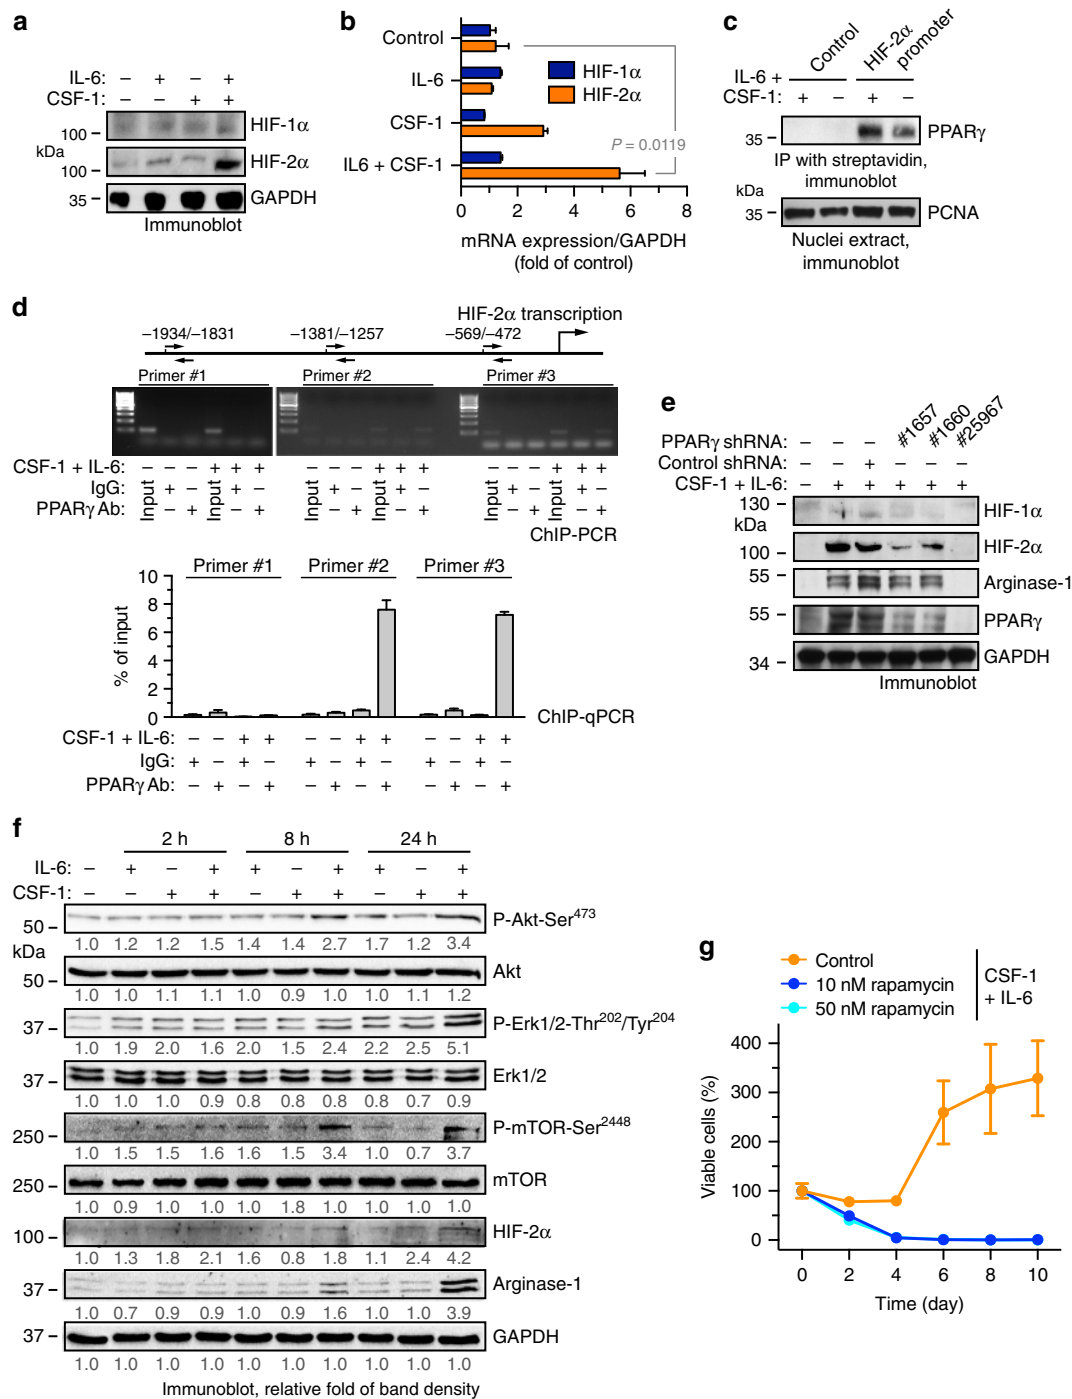 a
IL-6: – + – +
CSF-1: – – + +
100 –
HIF-1α
kDa
100 –
HIF-2α
35 –
GAPDH
Immunoblot
b
Control
IL-6
CSF-1
IL6 + CSF-1
HIF-1α
HIF-2α
P = 0.0119
0 2 4 6 8
mRNA expression/GAPDH
(fold of control)
c
Control
HIF-2α
promoter
IL-6 +
CSF-1: + – + –
35 –
PPARγ
IP with streptavidin,
immunoblot
kDa
35 –
PCNA
Nuclei extract,
immunoblot
d
HIF-2α transcription
–1934/–1831
–1381/–1257
–569/–472
Primer #1
Primer #2
Primer #3
CSF-1 + IL-6: – – – + + + – – – + + + – – – + + +
IgG: Input + – Input + – Input + – Input + – Input + – Input + –
PPARγ Ab: – + – + – + – + – + – +
ChIP-PCR
Primer #1
Primer #2
Primer #3
10
8
6
4
2
0
% of input
ChIP-qPCR
CSF-1 + IL-6: – – + + – – + + – – + +
IgG: + – + – + – + – + – + –
PPARγ Ab: – + – + – + – + – + – +
e
PPARγ shRNA: – – – #1657 #1660 #25967
Control shRNA: – – + – – –
CSF-1 + IL-6: – + + + + +
130 –
kDa
HIF-1α
100 –
HIF-2α
55 –
Arginase-1
55 –
PPARγ
34 –
GAPDH
Immunoblot
f
2 h
8 h
24 h
IL-6: – + – + + – + + – +
CSF-1: – – + + – + + – + +
50 –
P-Akt-Ser473
kDa
1.0 1.2 1.2 1.5 1.4 1.4 2.7 1.7 1.2 3.4
50 –
Akt
1.0 1.0 1.1 1.1 1.0 0.9 1.0 1.0 1.1 1.2
37 –
P-Erk1/2-Thr202/Tyr204
1.0 1.9 2.0 1.6 2.0 1.5 2.4 2.2 2.5 5.1
37 –
Erk1/2
1.0 1.0 1.0 0.9 0.8 0.8 0.8 0.8 0.7 0.9
250 –
P-mTOR-Ser2448
1.0 1.5 1.5 1.6 1.6 1.5 3.4 1.0 0.7 3.7
250 –
mTOR
1.0 0.9 1.0 1.0 1.0 1.8 1.0 1.0 1.0 1.0
100 –
HIF-2α
1.0 1.3 1.8 2.1 1.6 0.8 1.8 1.1 2.4 4.2
37 –
Arginase-1
1.0 0.7 0.9 0.9 1.0 0.9 1.6 1.0 1.0 3.9
37 –
GAPDH
1.0 1.0 1.0 1.0 1.0 1.0 1.0 1.0 1.0 1.0
Immunoblot, relative fold of band density
g
Control
10 nM rapamycin
50 nM rapamycin
CSF-1
+ IL-6
400
300
200
100
0
Viable cells (%)
0 2 4 6 8 10
Time (day)